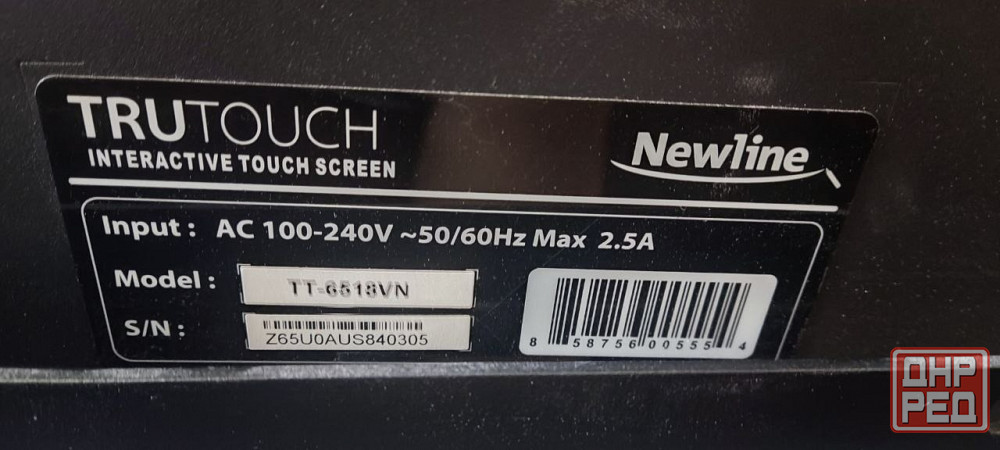 TRUTOUCH
INTERACTIVE TOUCH SCREEN
Newline
Input : AC 100-240V ~50/60Hz Max 2.5A
Model : TT-6518VN
S/N : Z65U0AUS840305
8 58756 00555 4
ДНР
РЕД